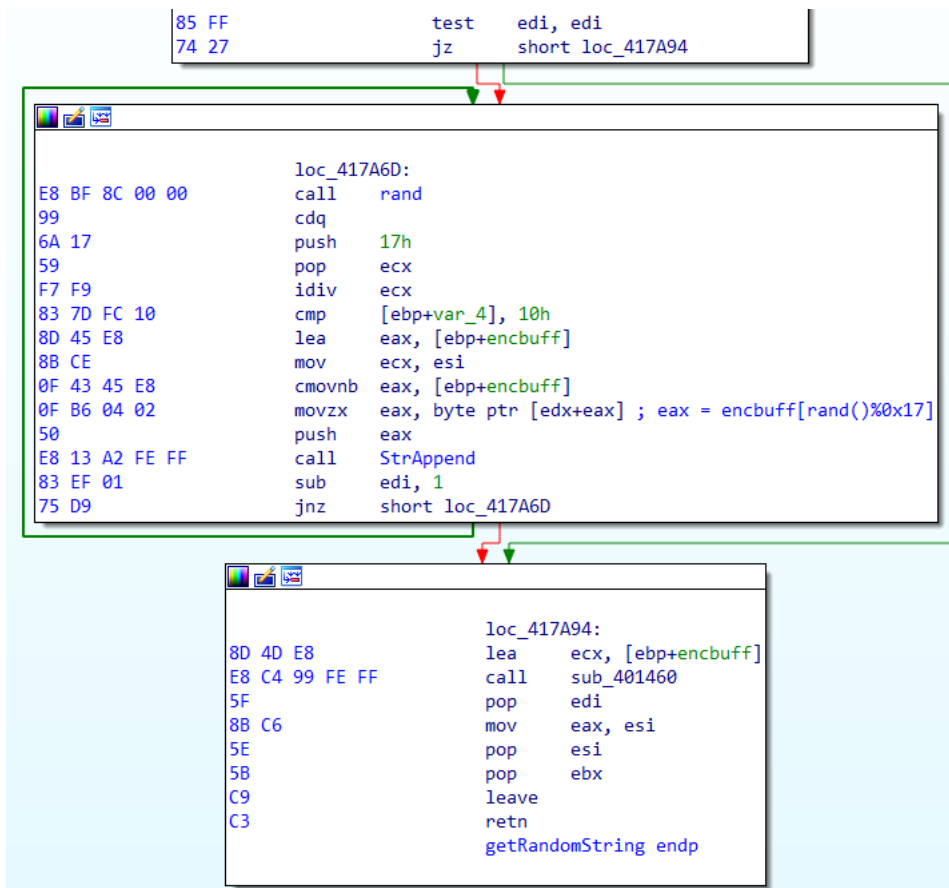 85 FF test edi, edi
74 27 jz short loc_417A94
loc_417A6D:
E8 BF 8C 00 00 call rand
99 cdq
6A 17 push 17h
59 pop ecx
F7 F9 idiv ecx
83 7D FC 10 cmp [ebp+var_4], 10h
8D 45 E8 lea eax, [ebp+encbuff]
8B CE mov ecx, esi
0F 43 45 E8 cmovnb eax, [ebp+encbuff]
0F B6 04 02 movzx eax, byte ptr [edx+eax] ; eax = encbuff[rand()%0x17]
50 push eax
E8 13 A2 FE FF call StrAppend
83 EF 01 sub edi, 1
75 D9 jnz short loc_417A6D
loc_417A94:
8D 4D E8 lea ecx, [ebp+encbuff]
E8 C4 99 FE FF call sub_401460
5F pop edi
8B C6 mov eax, esi
5E pop esi
5B pop ebx
C9 leave
C3 retn
getRandomString endp